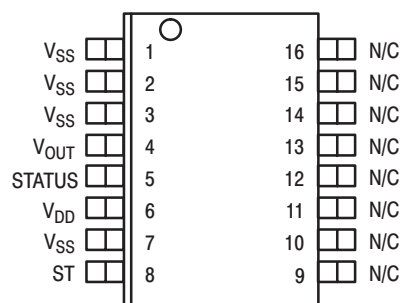 VSS 1 16 N/C
VSS 2 15 N/C
VSS 3 14 N/C
VOUT 4 13 N/C
STATUS 5 12 N/C
VDD 6 11 N/C
VSS 7 10 N/C
ST 8 9 N/C